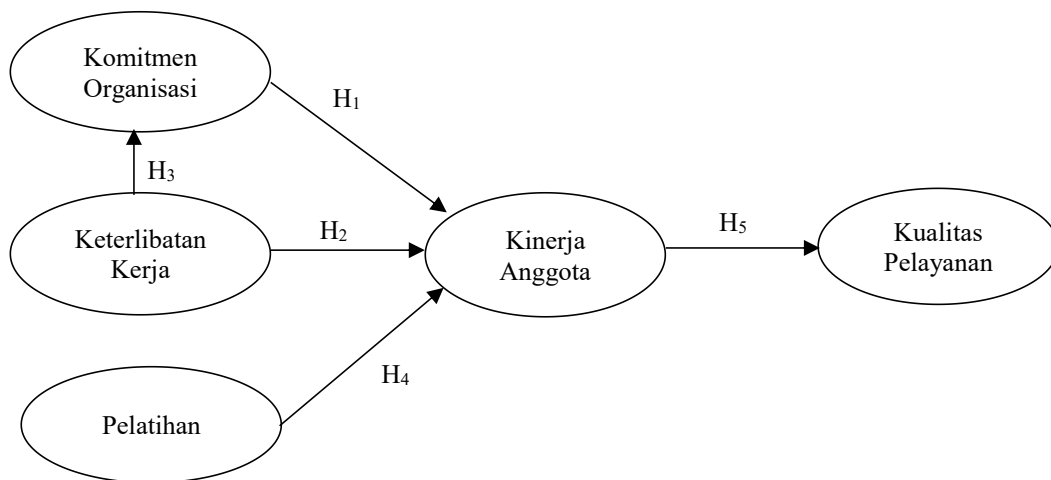 Komitmen
Organisasi
H₁
H₃
Keterlibatan
Kerja
H₂
Kinerja
Anggota
H₅
Kualitas
Pelayanan
H₄
Pelatihan